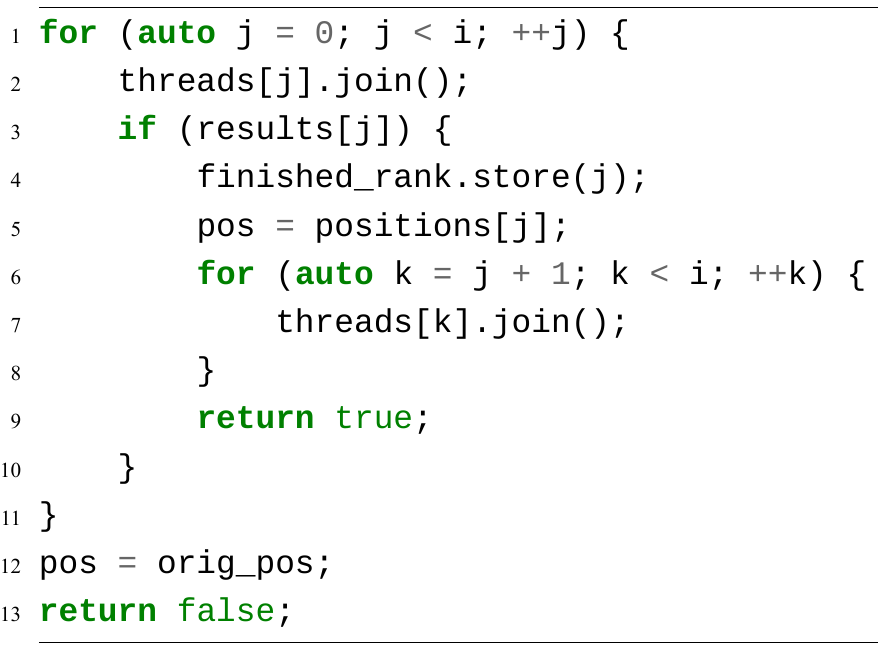 1 for (auto j = 0; j < i; ++j) {
2     threads[j].join();
3     if (results[j]) {
4         finished_rank.store(j);
5         pos = positions[j];
6         for (auto k = j + 1; k < i; ++k) {
7             threads[k].join();
8         }
9         return true;
10     }
11 }
12 pos = orig_pos;
13 return false;